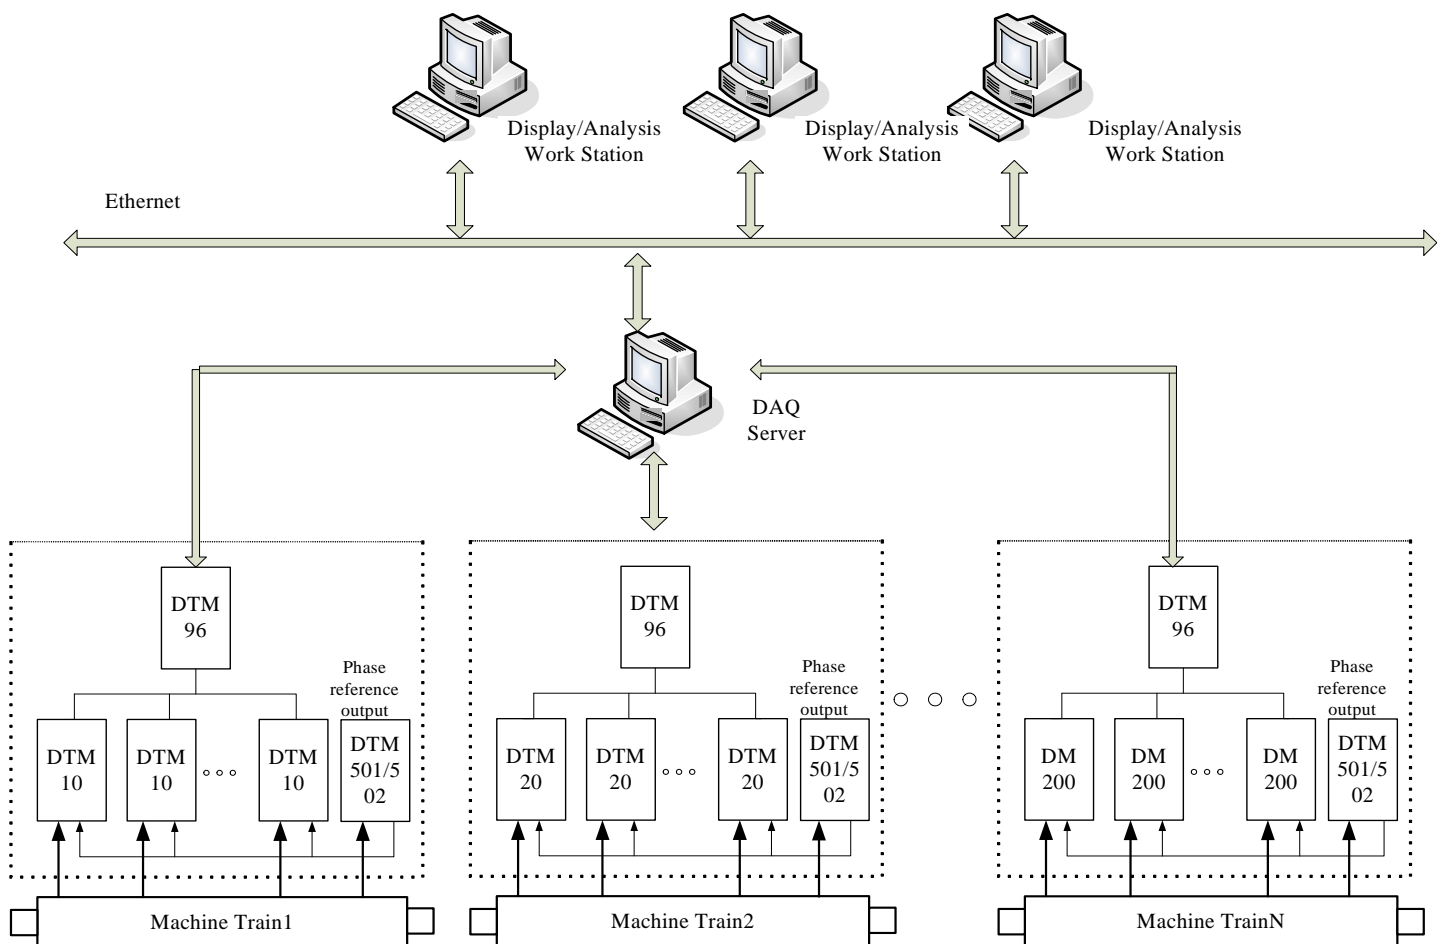 Display/Analysis
Work Station
Display/Analysis
Work Station
Display/Analysis
Work Station
Ethernet
DAQ
Server
DTM
96
Phase
reference
output
DTM
10
DTM
10
DTM
10
DTM
501/5
02
Machine Train1
DTM
96
Phase
reference
output
DTM
20
DTM
20
DTM
20
DTM
501/5
02
Machine Train2
DTM
96
Phase
reference
output
DM
200
DM
200
DM
200
DTM
501/5
02
Machine TrainN